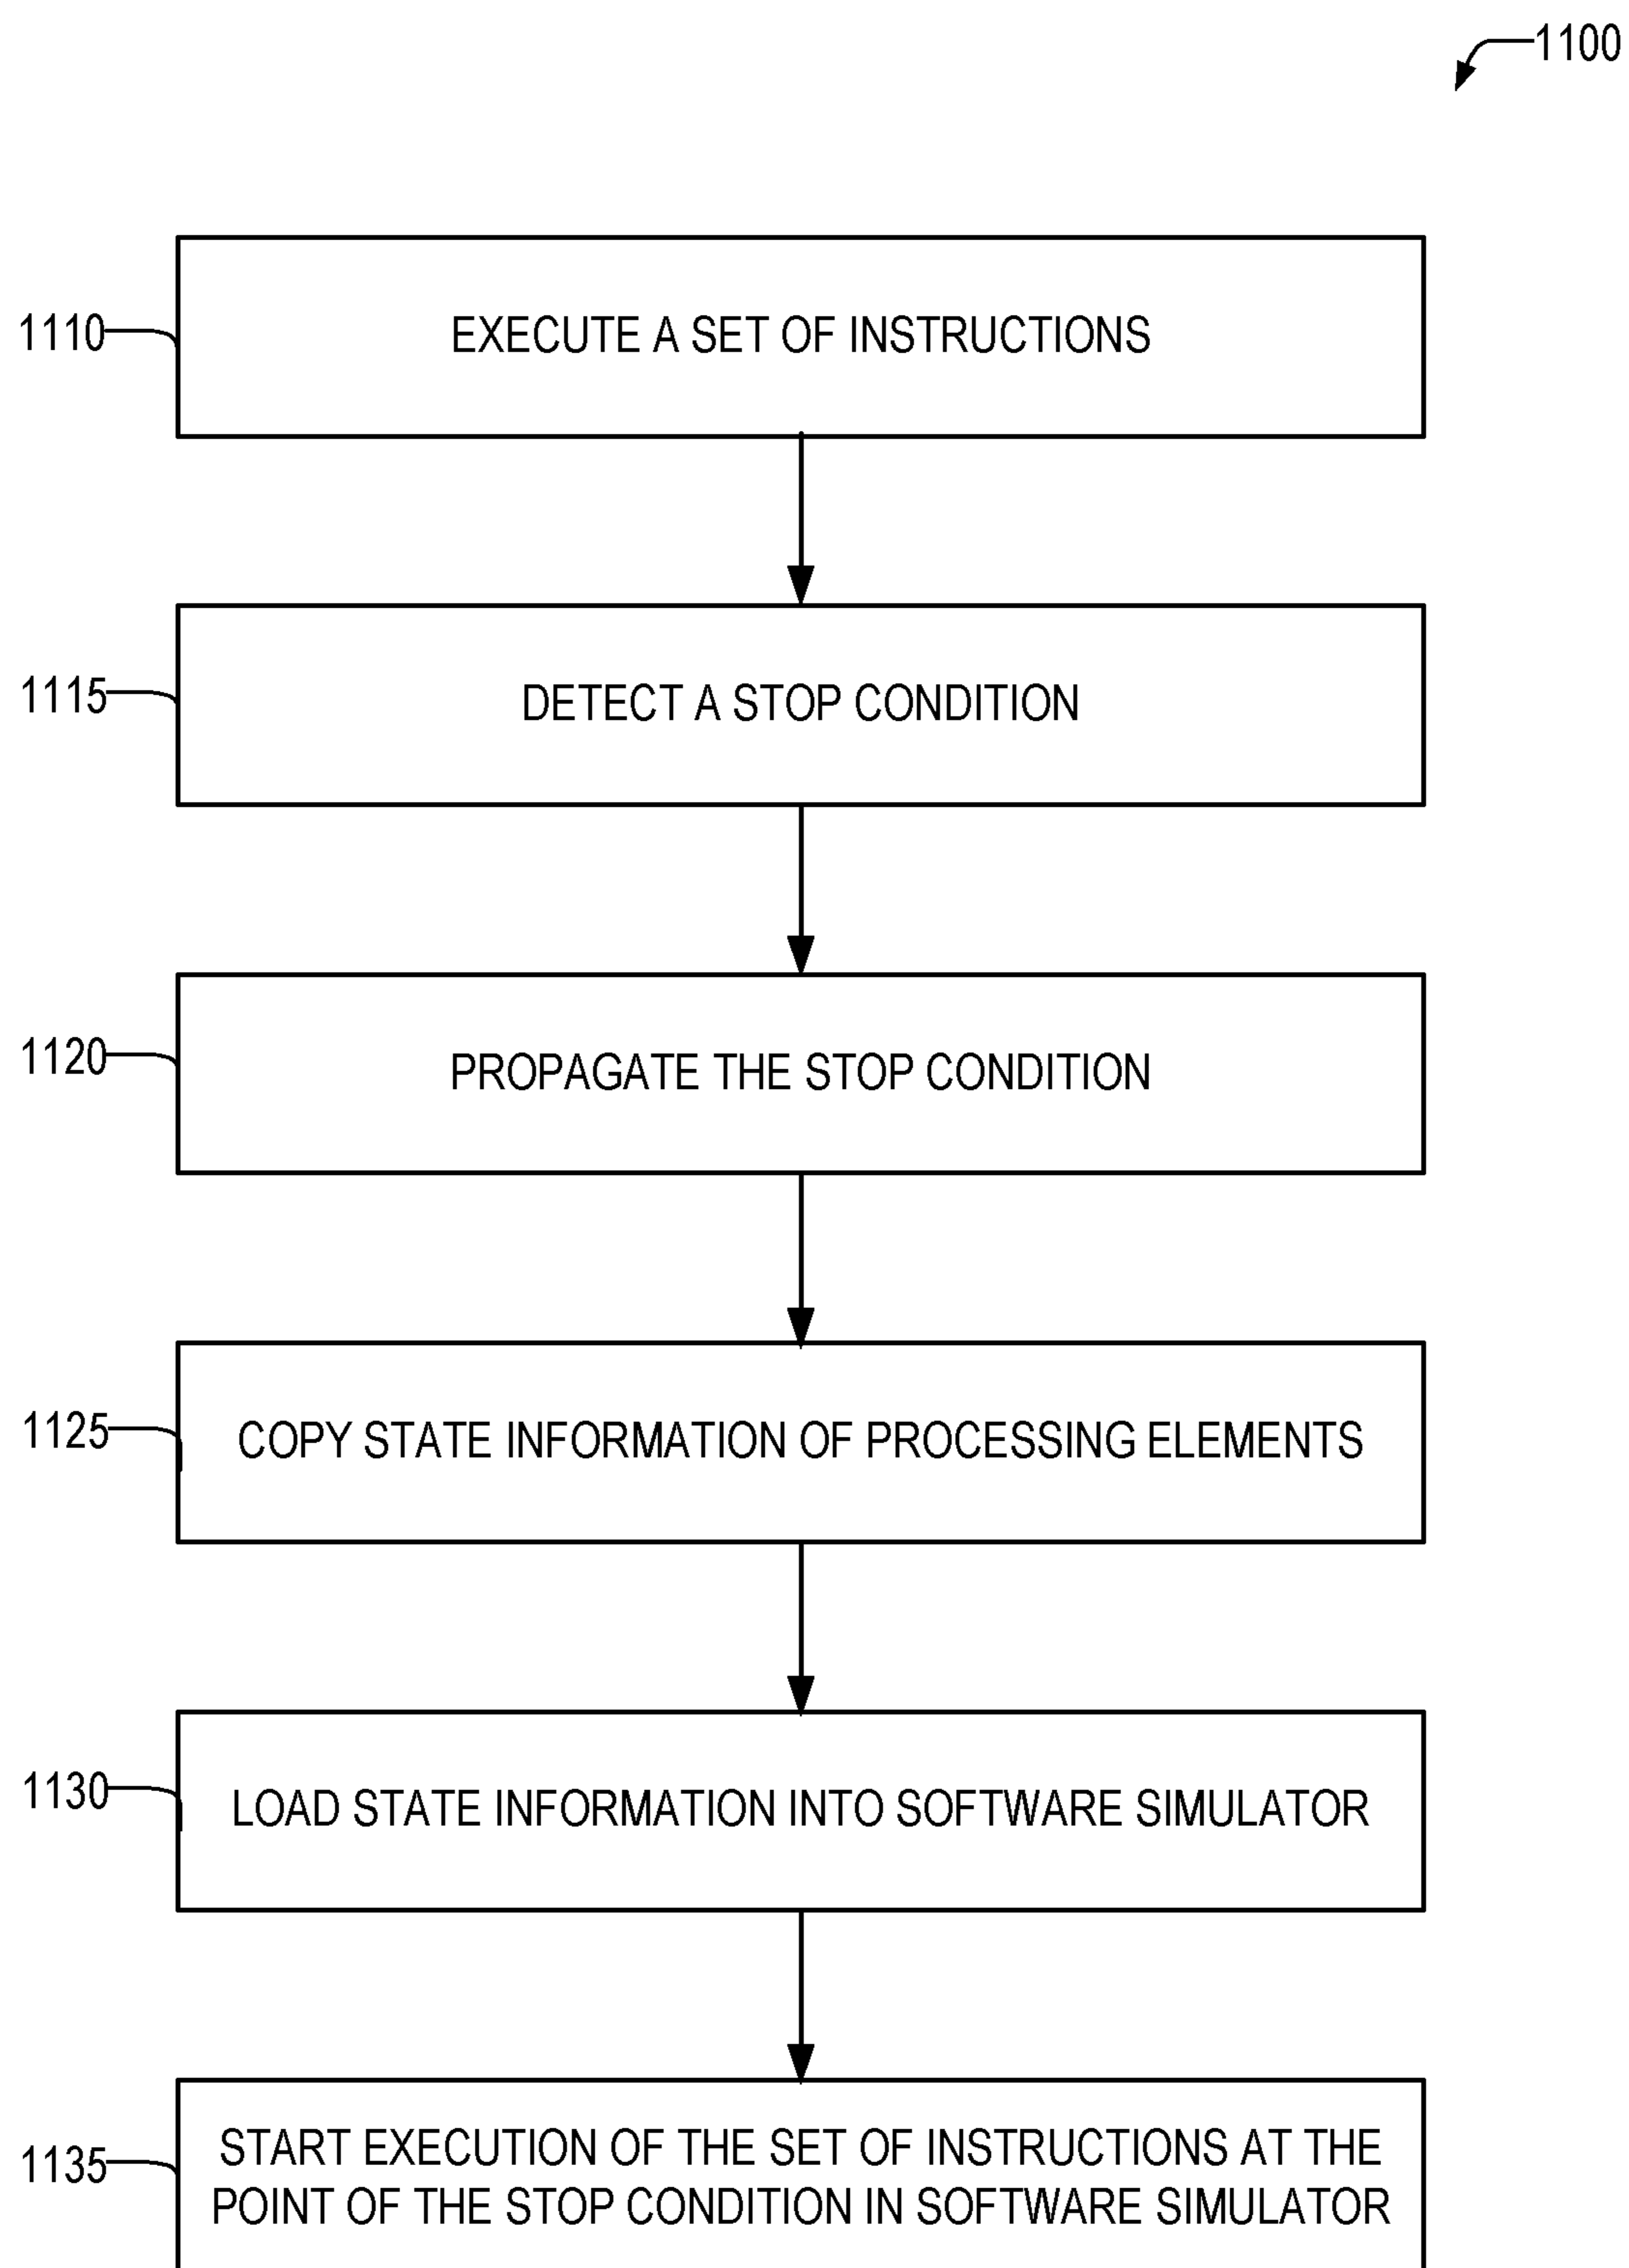 1100
1110
EXECUTE A SET OF INSTRUCTIONS
1115
DETECT A STOP CONDITION
1120
PROPAGATE THE STOP CONDITION
1125
COPY STATE INFORMATION OF PROCESSING ELEMENTS
1130
LOAD STATE INFORMATION INTO SOFTWARE SIMULATOR
1135
START EXECUTION OF THE SET OF INSTRUCTIONS AT THE
POINT OF THE STOP CONDITION IN SOFTWARE SIMULATOR